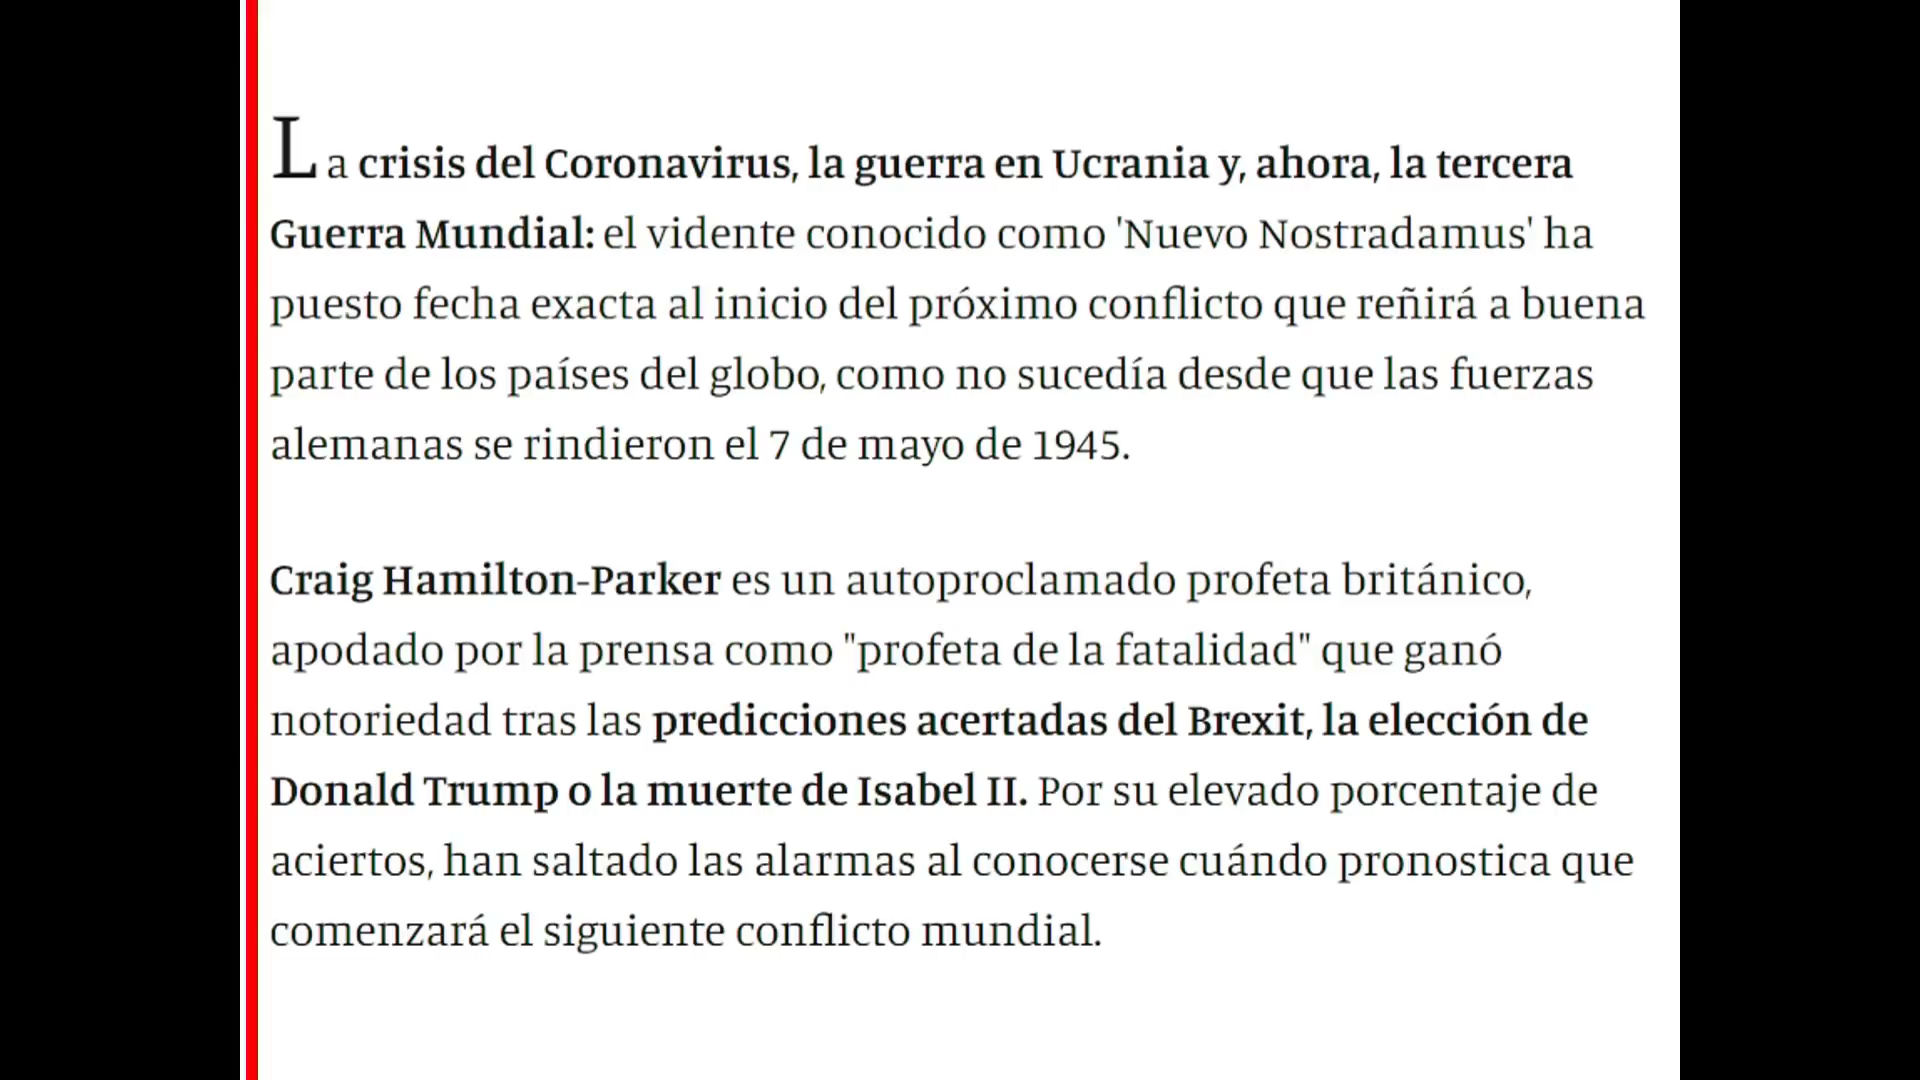 La crisis del Coronavirus, la guerra en Ucrania y, ahora, la tercera
Guerra Mundial: el vidente conocido como 'Nuevo Nostradamus' ha
puesto fecha exacta al inicio del próximo conflicto que reñirá a buena
parte de los países del globo, como no sucedía desde que las fuerzas
alemanas se rindieron el 7 de mayo de 1945.
Craig Hamilton-Parker es un autoproclamado profeta británico,
apodado por la prensa como "profeta de la fatalidad" que ganó
notoriedad tras las predicciones acertadas del Brexit, la elección de
Donald Trump o la muerte de Isabel II. Por su elevado porcentaje de
aciertos, han saltado las alarmas al conocerse cuándo pronostica que
comenzará el siguiente conflicto mundial.